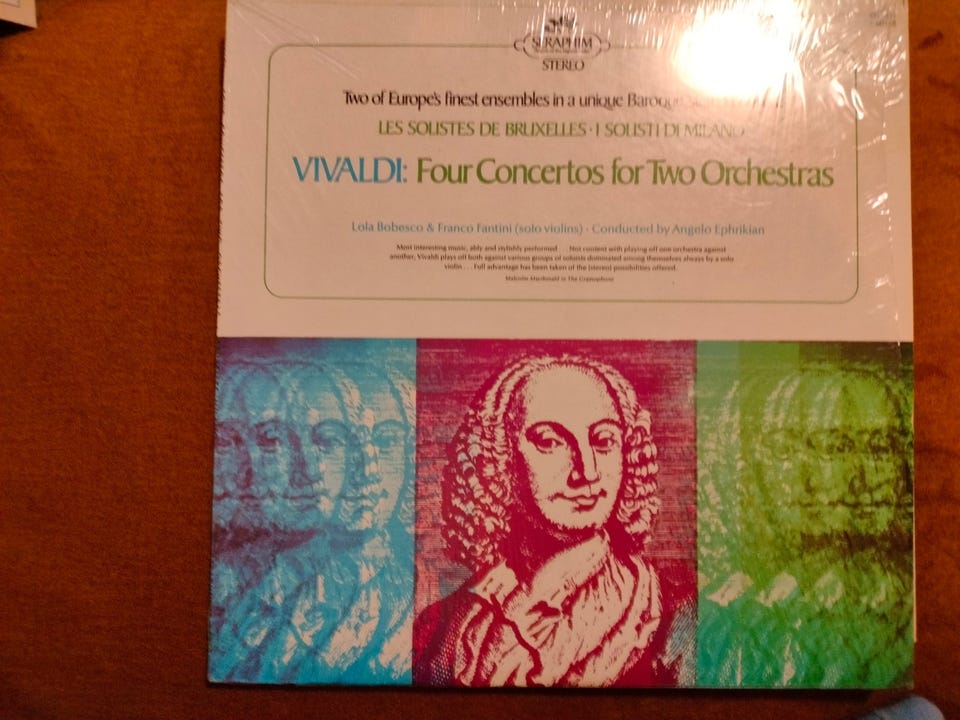 SERAPHIM
STEREO
Two of Europe's finest ensembles in a unique Baroque
LES SOLISTES DE BRUXELLES · I SOLISTI DI MILANO
VIVALDI: Four Concertos for Two Orchestras
Lola Bobesco & Franco Fantini (solo violins) · Conducted by Angelo Ephrikian
Most interesting music, ably and stylishly performed . . . Not content with playing off one orchestra against
another, Vivaldi plays off both against various groups of soloists dominated among themselves always by a solo
violin . . . Full advantage has been taken of the (stereo) possibilities offered.
Malcolm Macdonald in The Gramophone